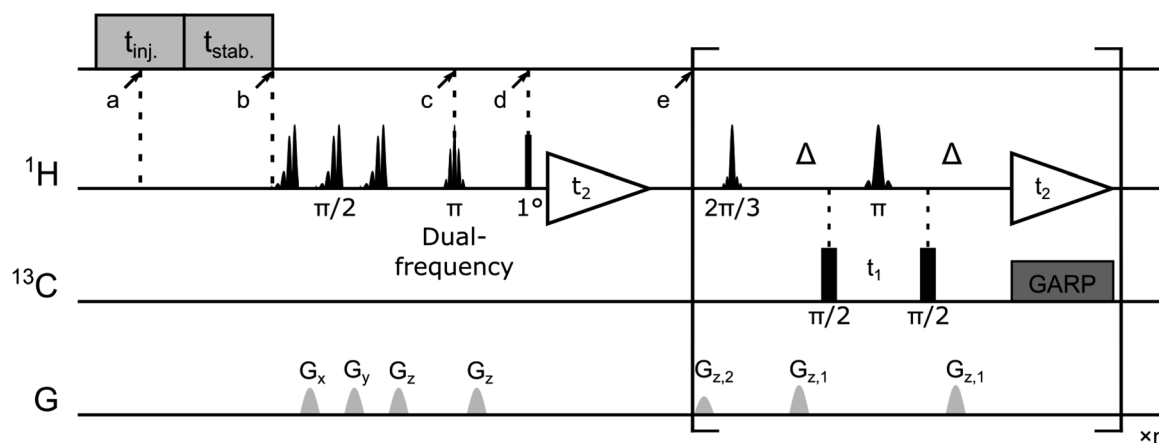 t_inj. t_stab.
a b c d e
¹H Δ Δ
t₂ t₂
π/2 π 1° 2π/3 π
Dual-
frequency
¹³C t₁ GARP
π/2 π/2
G_x G_y G_z G_z G_z,2 G_z,1 G_z,1
G
×n